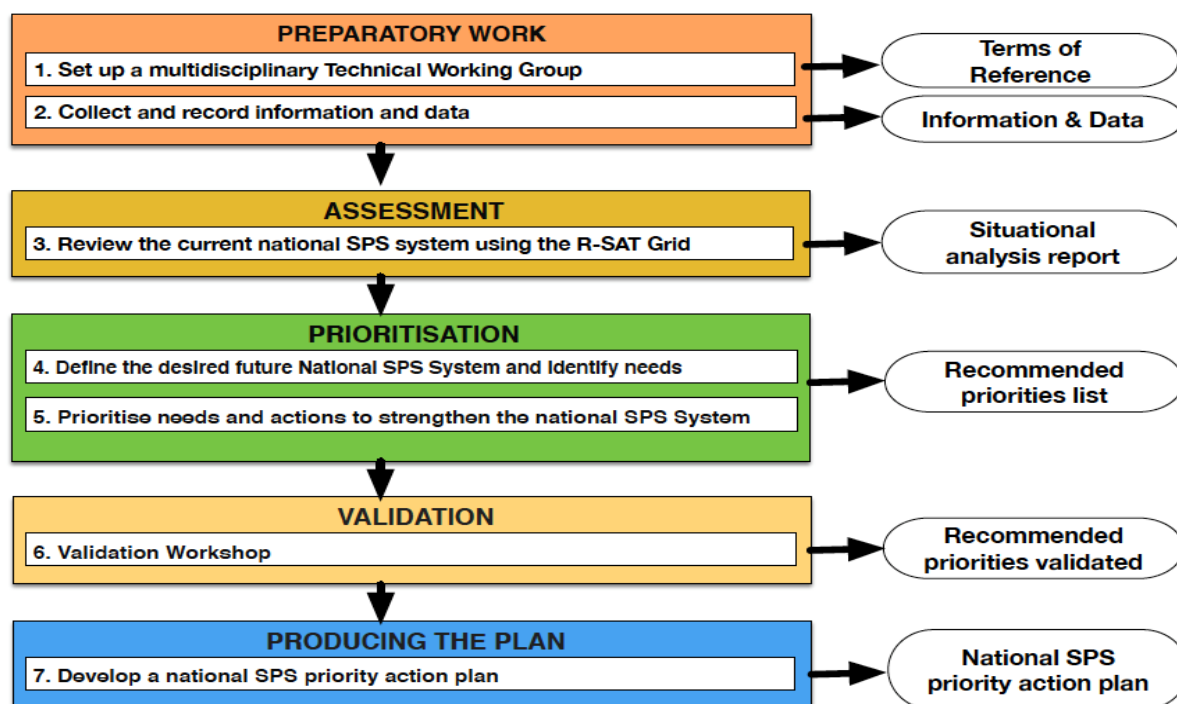 PREPARATORY WORK
1. Set up a multidisciplinary Technical Working Group
Terms of
Reference
2. Collect and record information and data
Information & Data
ASSESSMENT
3. Review the current national SPS system using the R-SAT Grid
Situational
analysis report
PRIORITISATION
4. Define the desired future National SPS System and identify needs
5. Prioritise needs and actions to strengthen the national SPS System
Recommended
priorities list
VALIDATION
6. Validation Workshop
Recommended
priorities validated
PRODUCING THE PLAN
7. Develop a national SPS priority action plan
National SPS
priority action plan